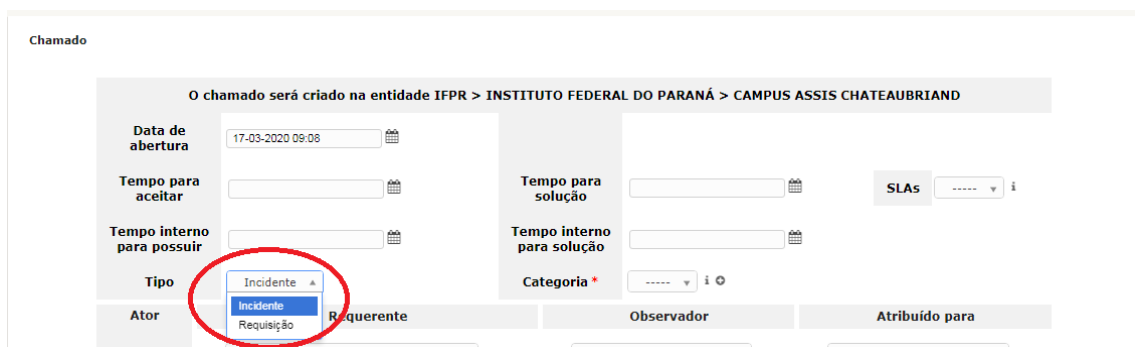 Chamado
O chamado será criado na entidade IFPR > INSTITUTO FEDERAL DO PARANÁ > CAMPUS ASSIS CHATEAUBRIAND
Data de abertura
17-03-2020 09:08
Tempo para aceitar
Tempo para solução
SLAs
-----
i
Tempo interno para possuir
Tempo interno para solução
Tipo
Incidente
Categoria *
-----
i
Incidente
Requisição
Ator
Requerente
Observador
Atribuído para